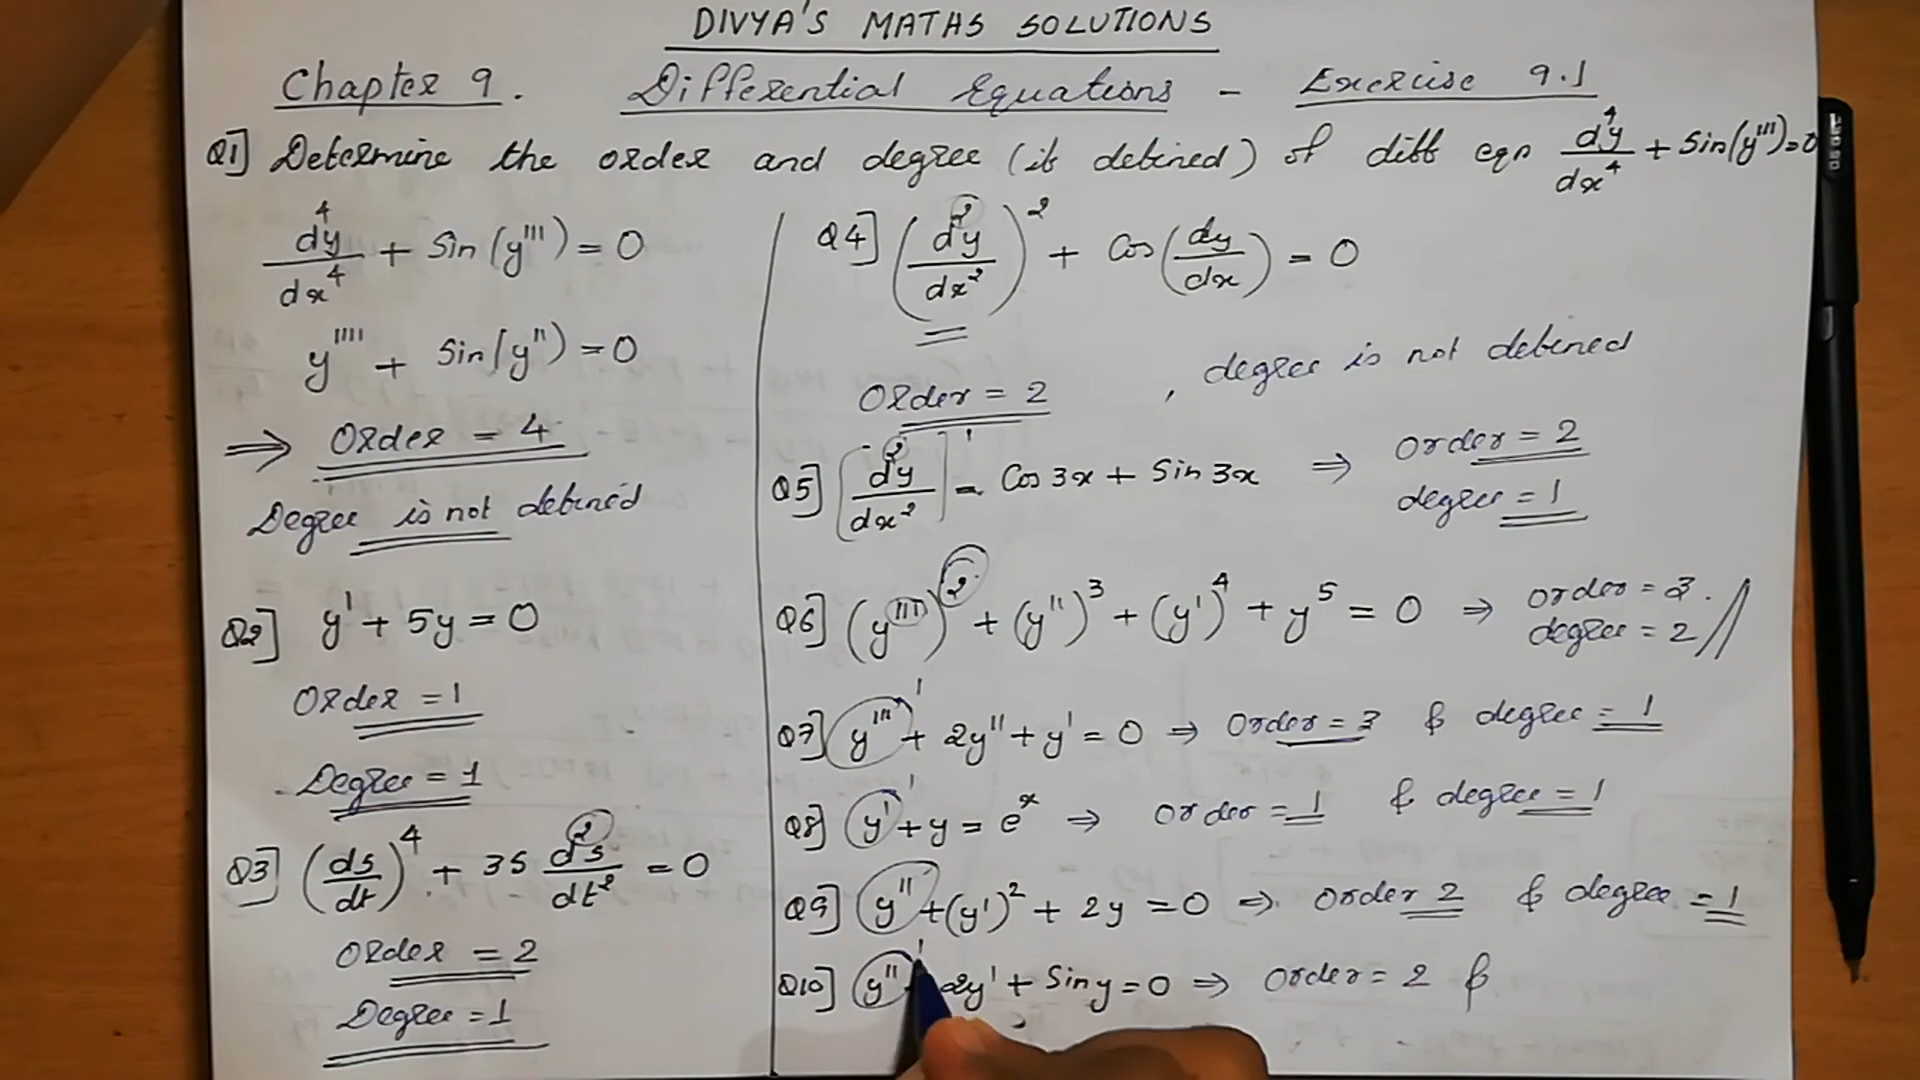 DIVYA'S MATHS SOLUTIONS
Chapter 9. Differential Equations - Exercise 9.1
Q1] Determine the order and degree (if defined) of diff eqn d⁴y/dx⁴ + Sin(y''')=0
d⁴y/dx⁴ + Sin(y''') = 0
y'''' + Sin(y'')=0
⇒ Order = 4
Degree is not defined
Q2] y' + 5y = 0
Order = 1
Degree = 1
Q3] (ds/dt)⁴ + 3S d²s/dt² = 0
Order = 2
Degree = 1
Q4] (d²y/dx²)² + Cos(dy/dx) = 0
Order = 2, degree is not defined
Q5] [d²y/dx²]¹ = Cos 3x + Sin 3x ⇒ order = 2
degree = 1
Q6] (y''')² + (y'')³ + (y')⁴ + y⁵ = 0 ⇒ order = 3.
degree = 2 //
Q7] y''' + 2y'' + y' = 0 ⇒ Order = 3 & degree = 1
Q8] y' + y = eˣ ⇒ order = 1 & degree = 1
Q9] y'' + (y')² + 2y = 0 ⇒ order 2 & degree = 1
Q10] y'' 2y' + Sin y = 0 ⇒ order = 2 &